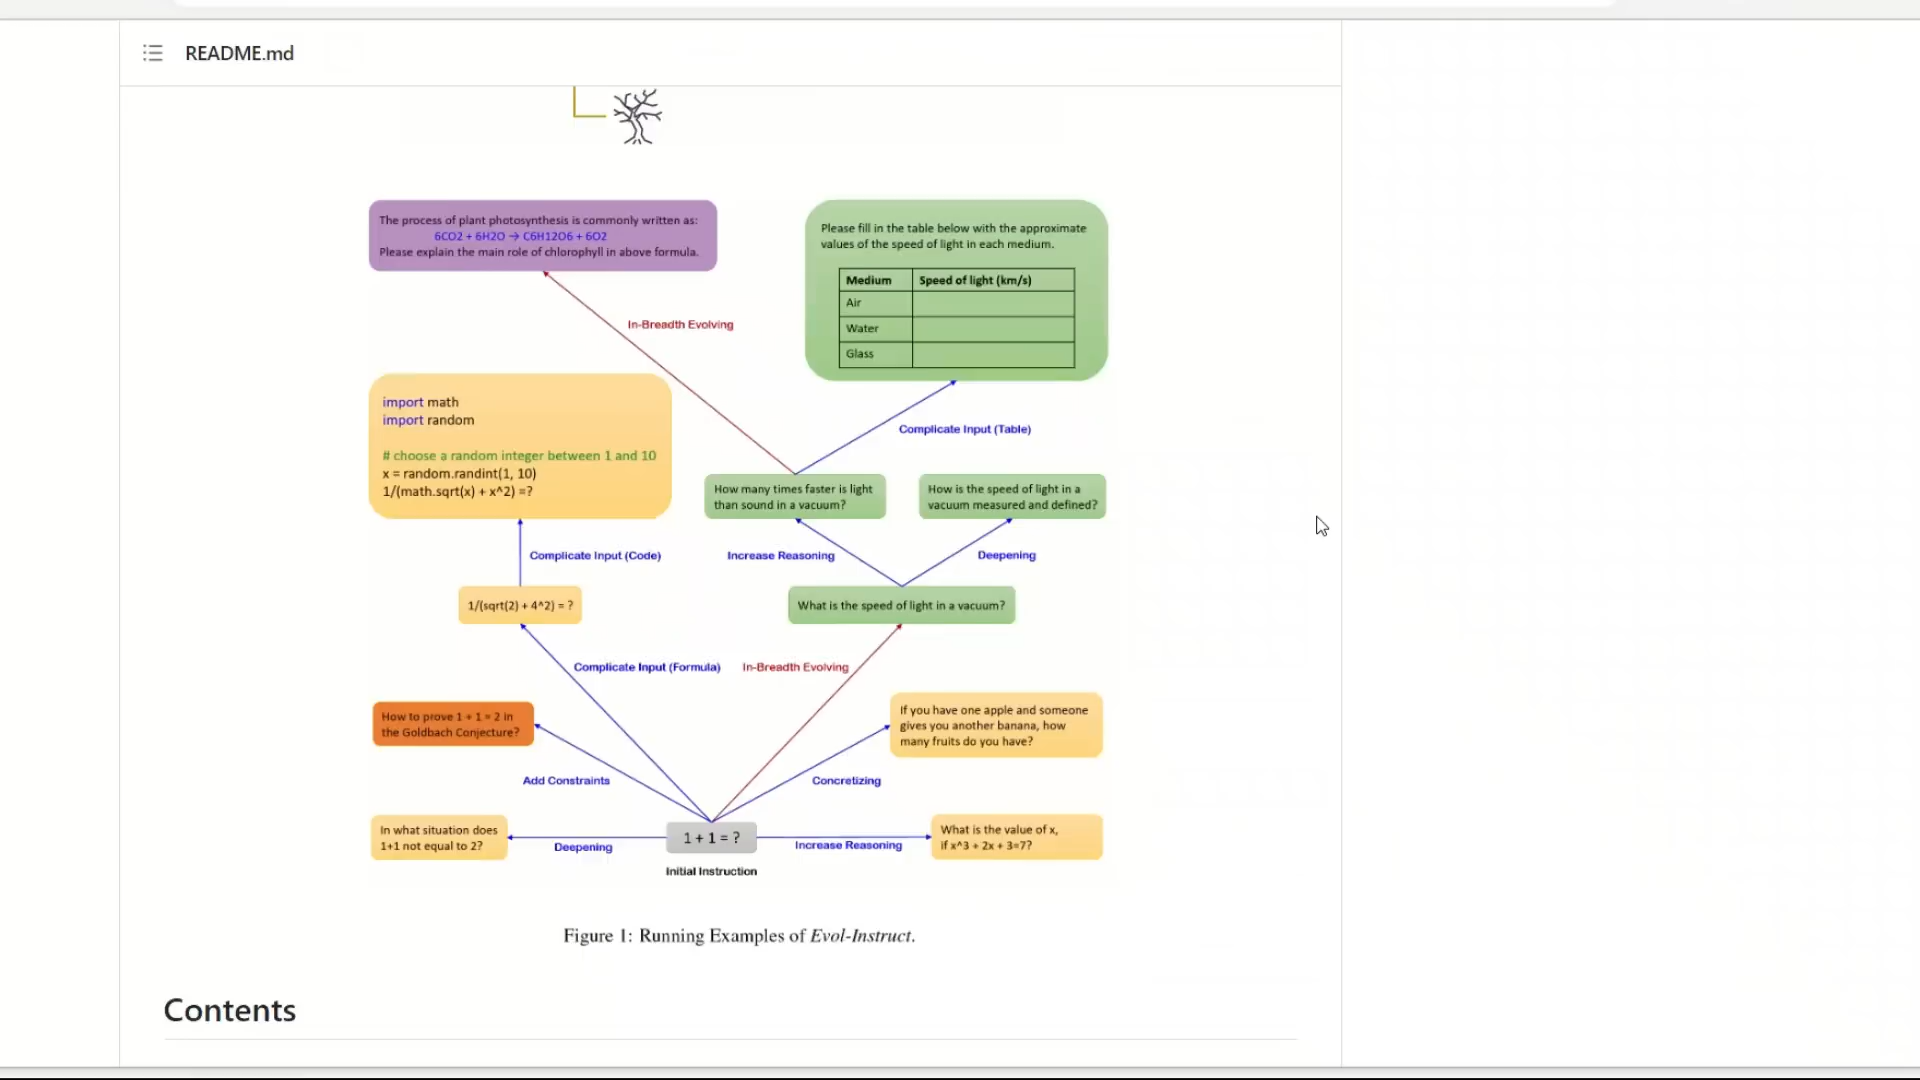 README.md
The process of plant photosynthesis is commonly written as:
6CO2 + 6H2O → C6H12O6 + 6O2
Please explain the main role of chlorophyll in above formula.
Please fill in the table below with the approximate
values of the speed of light in each medium.
Medium Speed of light (km/s)
Air
Water
Glass
In-Breadth Evolving
import math
import random
# choose a random integer between 1 and 10
x = random.randint(1, 10)
1/(math.sqrt(x) + x^2) =?
Complicate Input (Table)
How many times faster is light
than sound in a vacuum?
How is the speed of light in a
vacuum measured and defined?
Complicate Input (Code)
Increase Reasoning
Deepening
1/(sqrt(2) + 4^2) = ?
What is the speed of light in a vacuum?
Complicate Input (Formula)
In-Breadth Evolving
How to prove 1 + 1 = 2 in
the Goldbach Conjecture?
If you have one apple and someone
gives you another banana, how
many fruits do you have?
Add Constraints
Concretizing
In what situation does
1+1 not equal to 2?
Deepening
1 + 1 = ?
Increase Reasoning
What is the value of x,
if x^3 + 2x + 3=7?
Initial Instruction
Figure 1: Running Examples of Evol-Instruct.
Contents